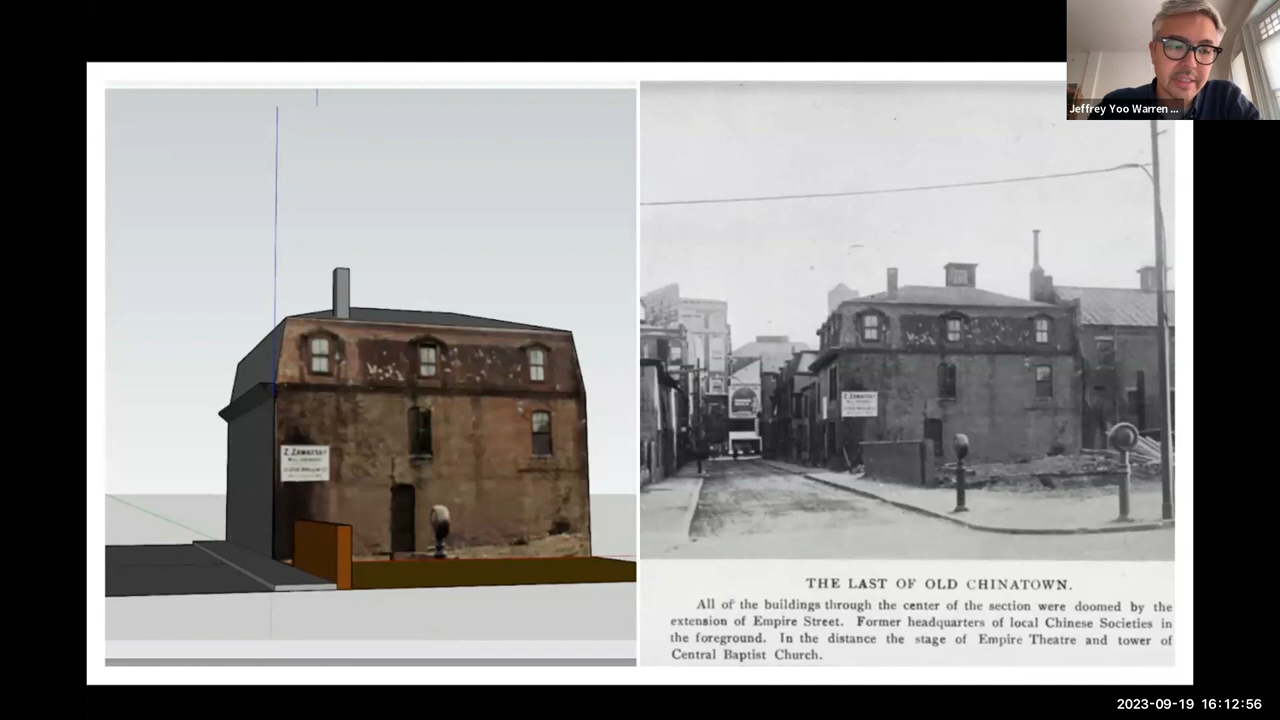 Jeffrey Yoo Warren ...
Z. ZAWATSKY
Z. ZAWATSKY
THE LAST OF OLD CHINATOWN.
All of the buildings through the center of the section were doomed by the
extension of Empire Street. Former headquarters of local Chinese Societies in
the foreground. In the distance the stage of Empire Theatre and tower of
Central Baptist Church.
2023-09-19 16:12:56